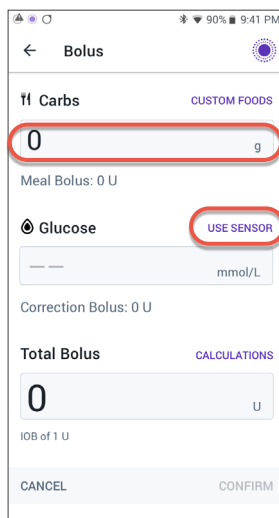 90% 9:41 PM
Bolus
Carbs CUSTOM FOODS
0 g
Meal Bolus: 0 U
Glucose USE SENSOR
-- mmol/L
Correction Bolus: 0 U
Total Bolus CALCULATIONS
0 U
IOB of 1 U
CANCEL CONFIRM